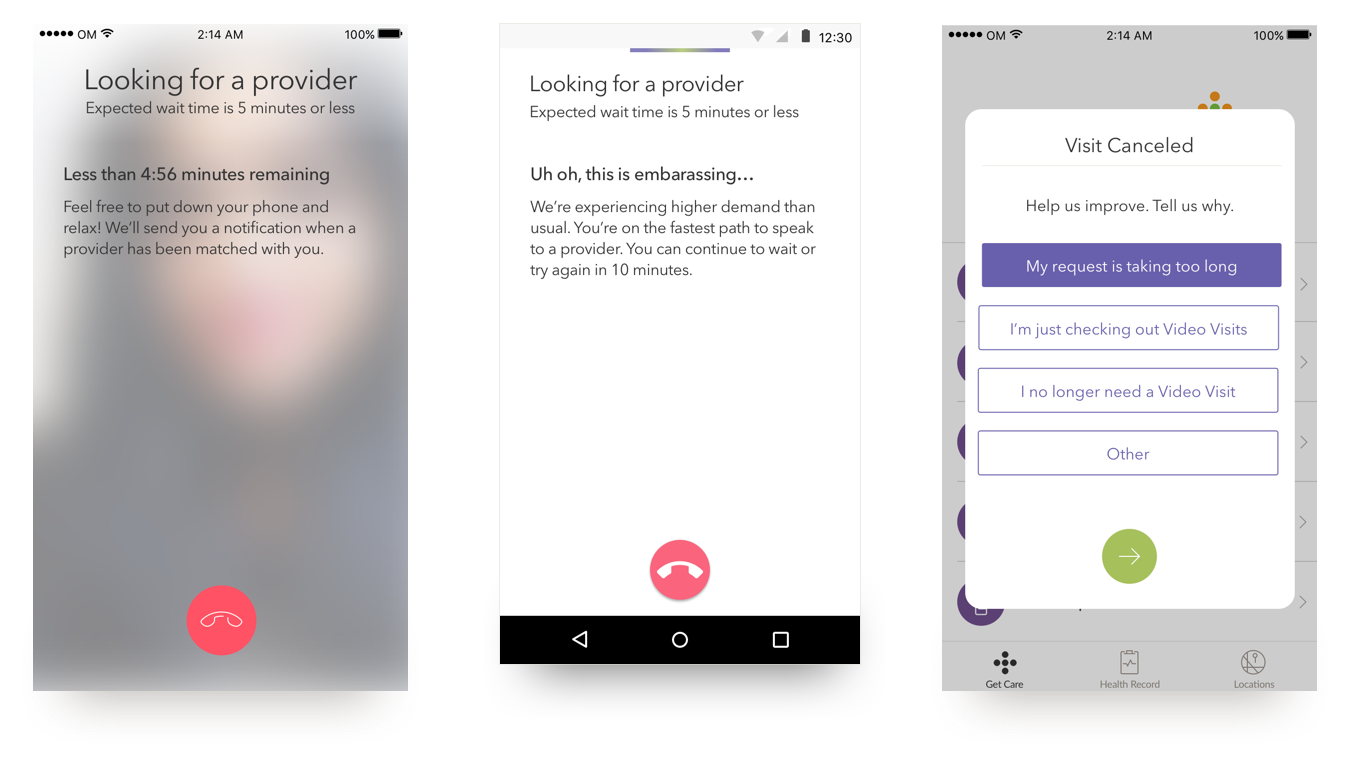 OM 2:14 AM 100%
Looking for a provider
Expected wait time is 5 minutes or less
Less than 4:56 minutes remaining
Feel free to put down your phone and
relax! We’ll send you a notification when a
provider has been matched with you.
12:30
Looking for a provider
Expected wait time is 5 minutes or less
Uh oh, this is embarassing...
We’re experiencing higher demand than
usual. You’re on the fastest path to speak
to a provider. You can continue to wait or
try again in 10 minutes.
OM 2:14 AM 100%
Visit Canceled
Help us improve. Tell us why.
My request is taking too long
I’m just checking out Video Visits
I no longer need a Video Visit
Other
Get Care Health Record Locations